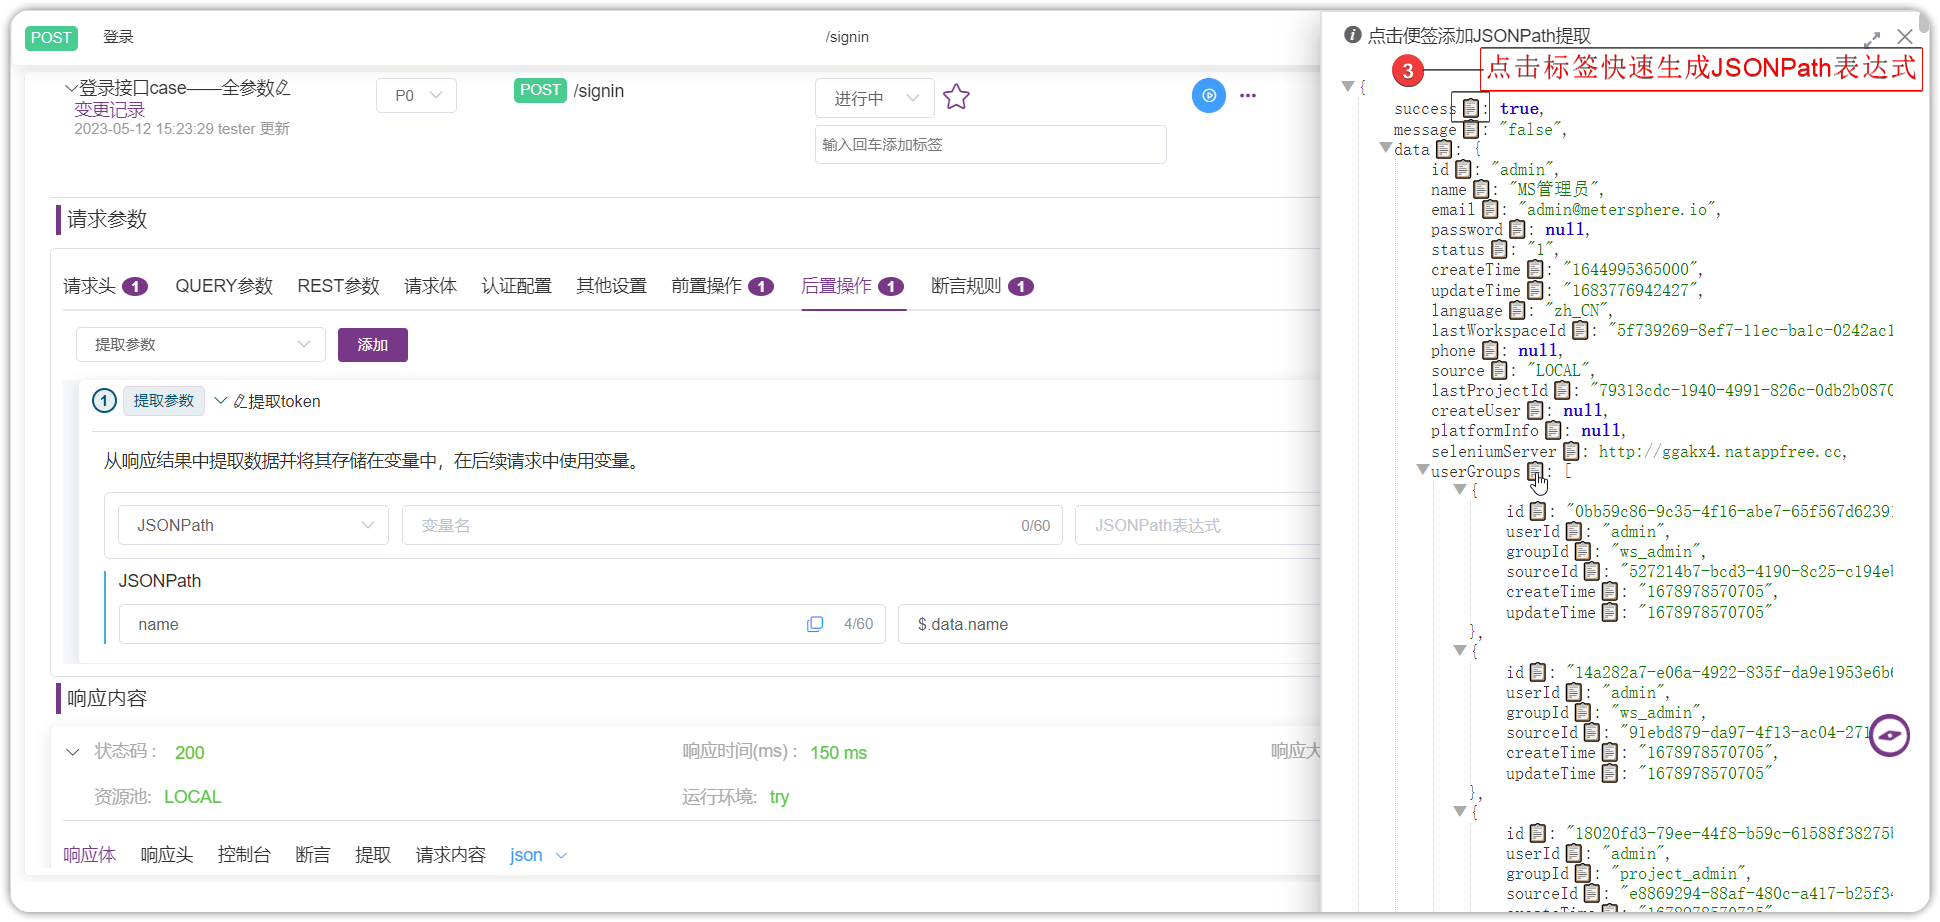 POST 登录 /signin
登录接口case——全参数
变更记录
2023-05-12 15:23:29 tester 更新
P0
POST /signin
进行中
输入回车添加标签
请求参数
请求头 1 QUERY参数 REST参数 请求体 认证配置 其他设置 前置操作 1 后置操作 1 断言规则 1
提取参数 添加
1 提取参数 提取token
从响应结果中提取数据并将其存储在变量中，在后续请求中使用变量。
JSONPath 变量名 0/60 JSONPath表达式
JSONPath
name 4/60 $.data.name
响应内容
状态码： 200 响应时间(ms)： 150 ms 响应大
资源池: LOCAL 运行环境: try
响应体 响应头 控制台 断言 提取 请求内容 json
点击便签添加JSONPath提取
3 点击标签快速生成JSONPath表达式
{
success : true,
message : "false",
data : {
id : "admin",
name : "MS管理员",
email : "admin@metersphere.io",
password : null,
status : "1",
createTime : "1644995365000",
updateTime : "1683776942427",
language : "zh_CN",
lastWorkspaceId : "5f739269-8ef7-11ec-ba1c-0242ac1
phone : null,
source : "LOCAL",
lastProjectId : "79313cdc-1940-4991-826c-0db2b0870
createUser : null,
platformInfo : null,
seleniumServer : http://ggakx4.natappfree.cc,
userGroups : [
{
id : "0bb59c86-9c35-4f16-abe7-65f567d62391
userId : "admin",
groupId : "ws_admin",
sourceId : "527214b7-bcd3-4190-8c25-c194eb
createTime : "1678978570705",
updateTime : "1678978570705"
},
{
id : "14a282a7-e06a-4922-835f-da9e1953e6b6
userId : "admin",
groupId : "ws_admin",
sourceId : "91ebd879-da97-4f13-ac04-271
createTime : "1678978570705",
updateTime : "1678978570705"
},
{
id : "18020fd3-79ee-44f8-b59c-61588f38275b
userId : "admin",
groupId : "project_admin",
sourceId : "e8869294-88af-480c-a417-b25f34